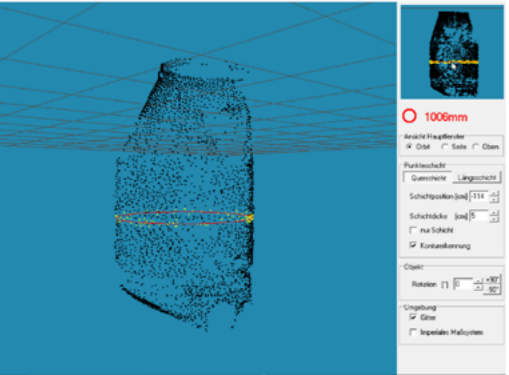 1006mm
Ansicht Hauptfenster
Orbit Seite Oben
Punkteschicht
Querschicht Längsschicht
Schichtposition [cm] -114
Schichtdicke [cm] 5
nur Schicht
Konturerkennung
Objekt
Rotation [°] 0 +90° -90°
Umgebung
Gitter
Imperiales Maßsystem